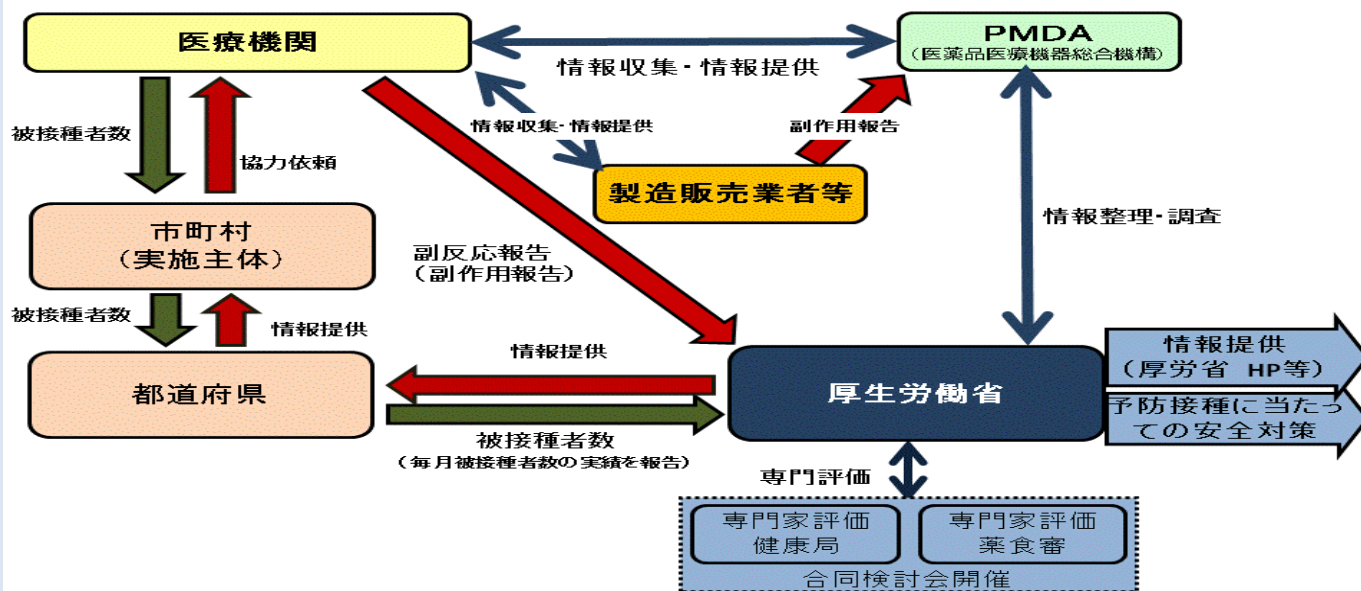 医療機関
PMDA
（医薬品医療機器総合機構）
情報収集・情報提供
情報収集・情報提供
副作用報告
被接種者数
協力依頼
製造販売業者等
市町村
（実施主体）
副反応報告
（副作用報告）
情報整理・調査
被接種者数
情報提供
都道府県
情報提供
被接種者数
（毎月被接種者数の実績を報告）
厚生労働省
情報提供
（厚労省 HP等）
予防接種に当たっ
ての安全対策
専門評価
専門家評価
健康局
専門家評価
薬食審
合同検討会開催